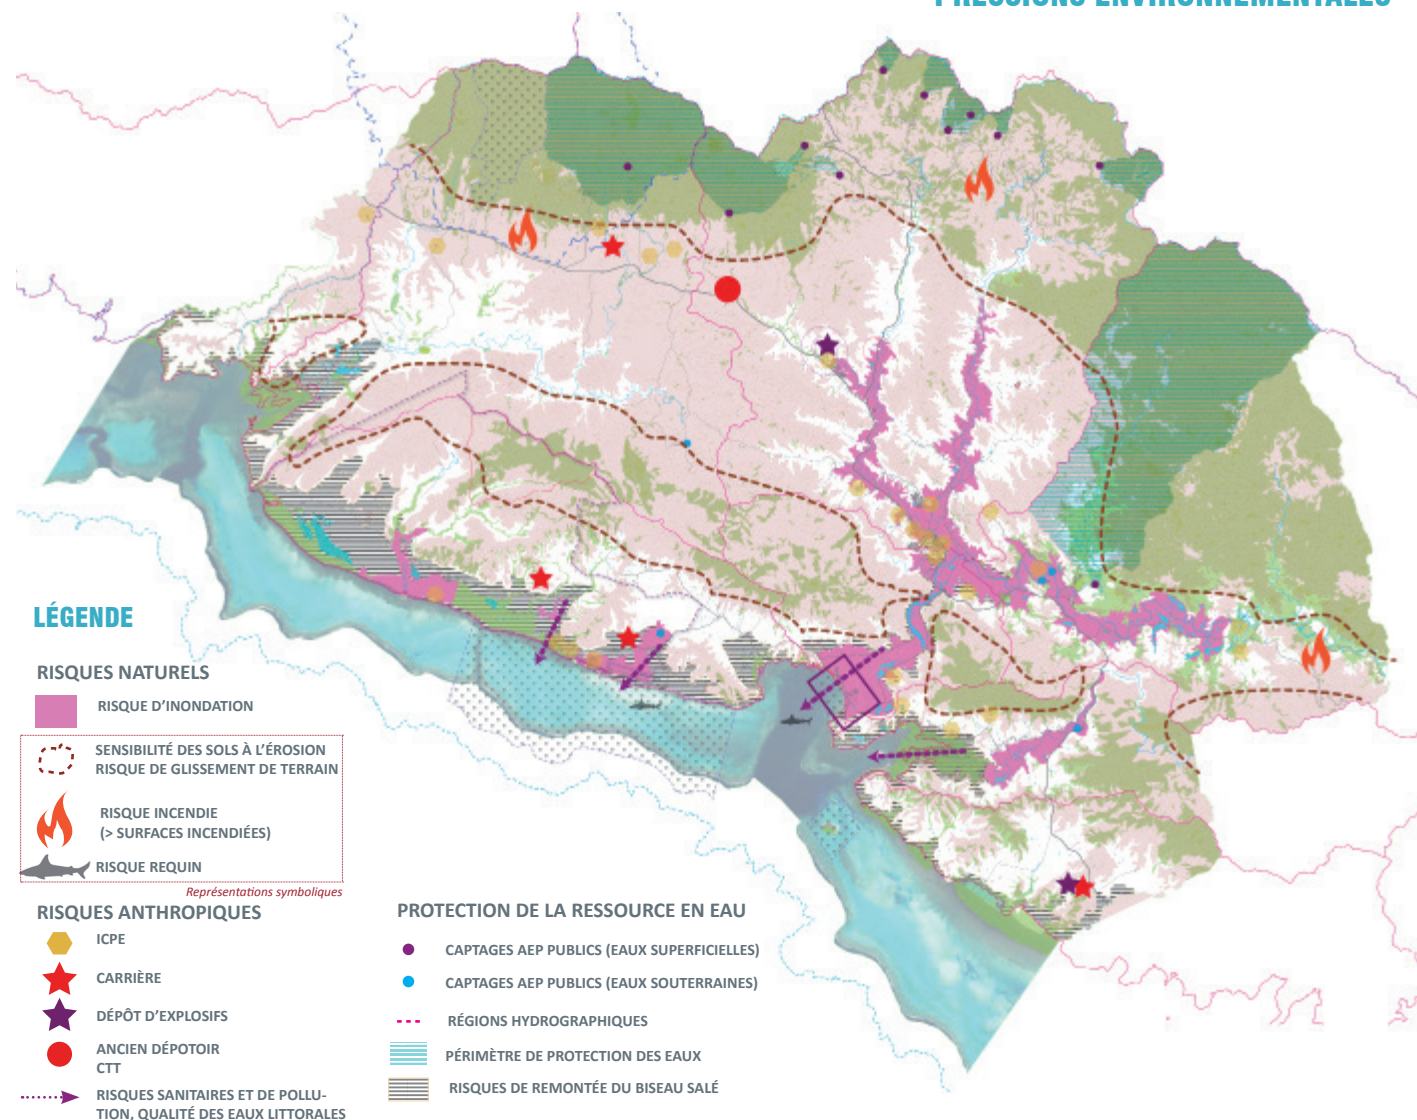 PRESSIONS ENVIRONNEMENTALES
LÉGENDE
RISQUES NATURELS
RISQUE D'INONDATION
SENSIBILITÉ DES SOLS À L'ÉROSION
RISQUE DE GLISSEMENT DE TERRAIN
RISQUE INCENDIE
(> SURFACES INCENDIÉES)
RISQUE REQUIN
Représentations symboliques
RISQUES ANTHROPIQUES
ICPE
CARRIÈRE
DÉPÔT D'EXPLOSIFS
ANCIEN DÉPOTOIR
CTT
RISQUES SANITAIRES ET DE POLLU-
TION, QUALITÉ DES EAUX LITTORALES
PROTECTION DE LA RESSOURCE EN EAU
CAPTAGES AEP PUBLICS (EAUX SUPERFICIELLES)
CAPTAGES AEP PUBLICS (EAUX SOUTERRAINES)
RÉGIONS HYDROGRAPHIQUES
PÉRIMÈTRE DE PROTECTION DES EAUX
RISQUES DE REMONTÉE DU BISEAU SALÉ